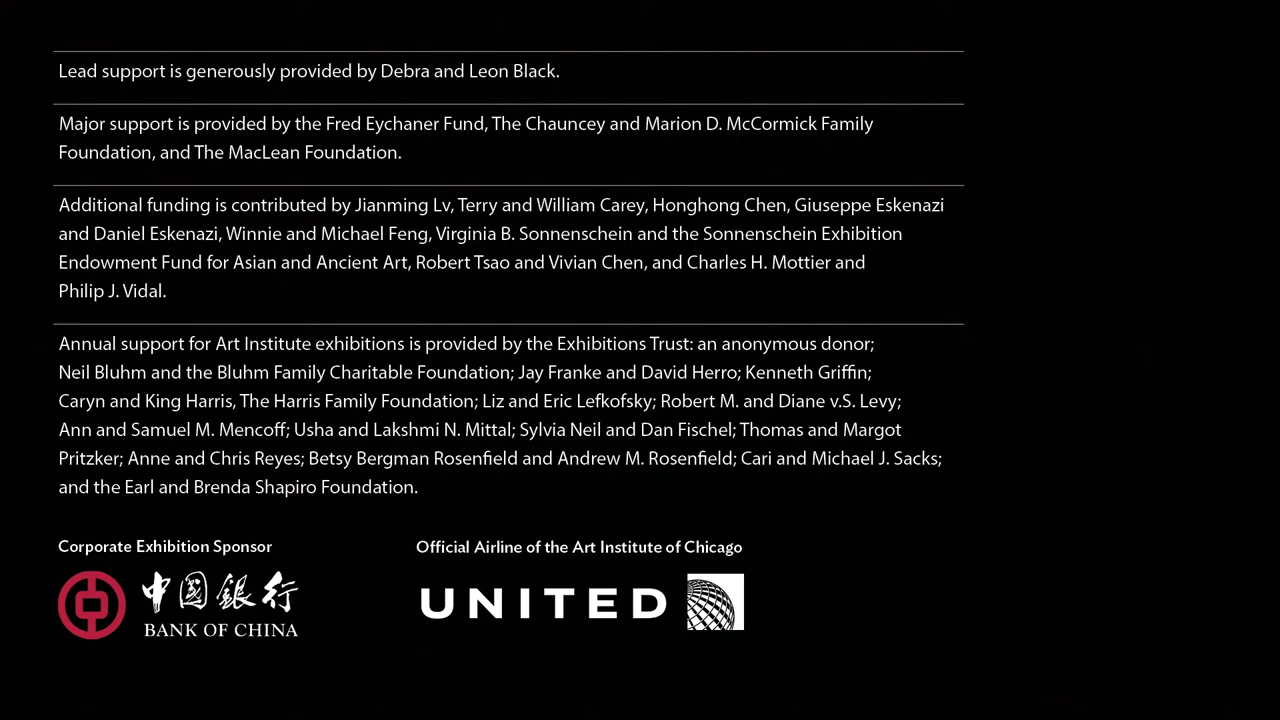 Lead support is generously provided by Debra and Leon Black.
Major support is provided by the Fred Eychaner Fund, The Chauncey and Marion D. McCormick Family
Foundation, and The MacLean Foundation.
Additional funding is contributed by Jianming Lv, Terry and William Carey, Honghong Chen, Giuseppe Eskenazi
and Daniel Eskenazi, Winnie and Michael Feng, Virginia B. Sonnenschein and the Sonnenschein Exhibition
Endowment Fund for Asian and Ancient Art, Robert Tsao and Vivian Chen, and Charles H. Mottier and
Philip J. Vidal.
Annual support for Art Institute exhibitions is provided by the Exhibitions Trust: an anonymous donor;
Neil Bluhm and the Bluhm Family Charitable Foundation; Jay Franke and David Herro; Kenneth Griffin;
Caryn and King Harris, The Harris Family Foundation; Liz and Eric Lefkofsky; Robert M. and Diane v.S. Levy;
Ann and Samuel M. Mencoff; Usha and Lakshmi N. Mittal; Sylvia Neil and Dan Fischel; Thomas and Margot
Pritzker; Anne and Chris Reyes; Betsy Bergman Rosenfield and Andrew M. Rosenfield; Cari and Michael J. Sacks;
and the Earl and Brenda Shapiro Foundation.
Corporate Exhibition Sponsor
中國銀行
BANK OF CHINA
Official Airline of the Art Institute of Chicago
UNITED